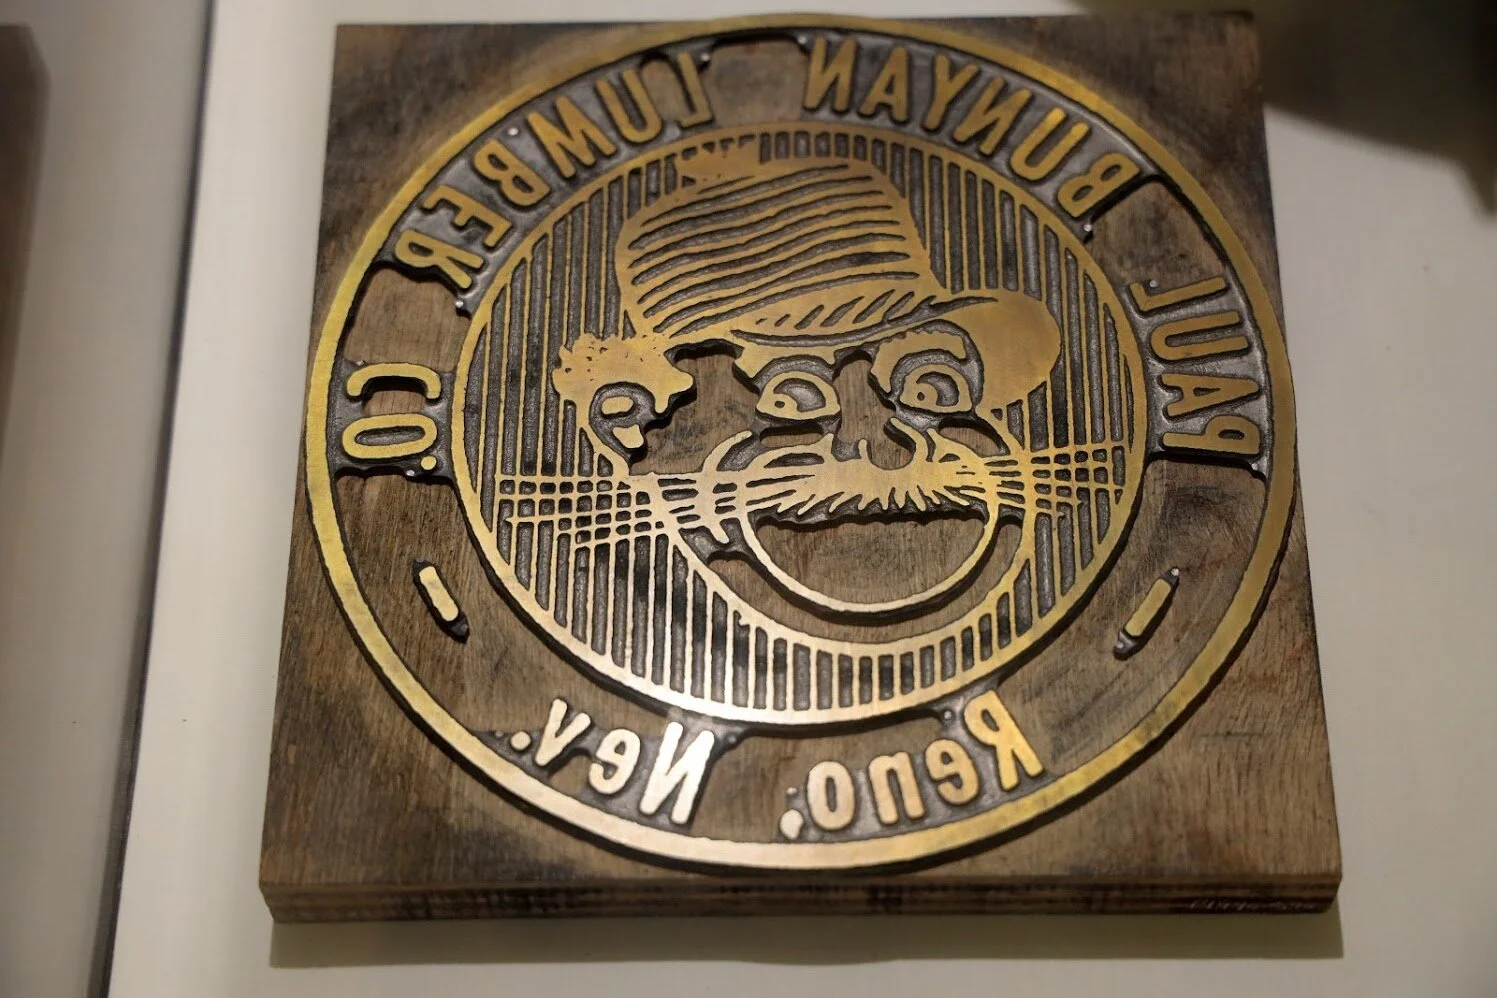 PAUL BUNYAN LUMBER CO.
Reno, Nev.